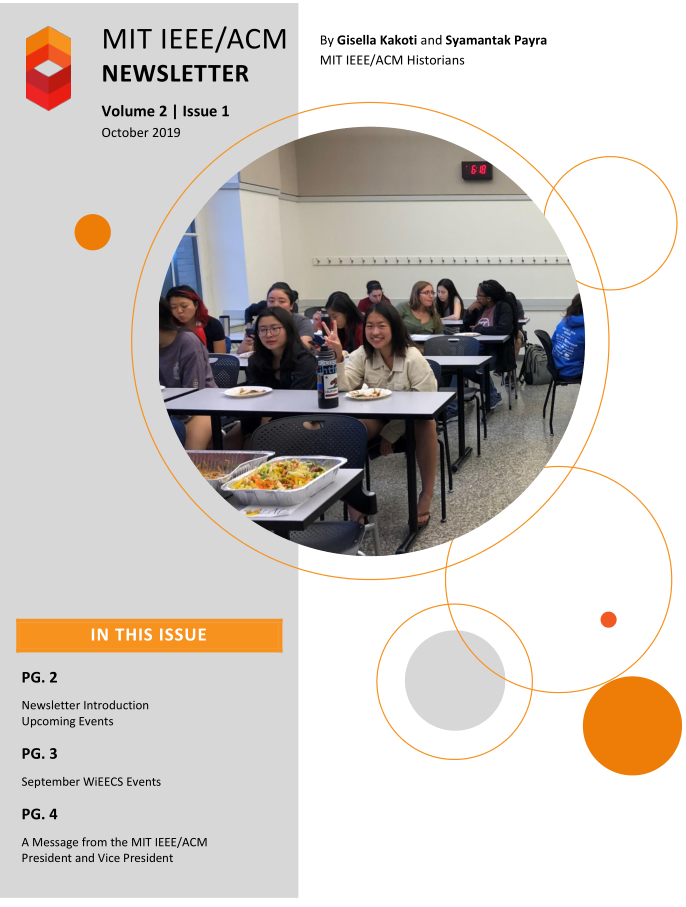 MIT IEEE/ACM
NEWSLETTER
Volume 2 | Issue 1
October 2019
By Gisella Kakoti and Syamantak Payra
MIT IEEE/ACM Historians
6:18
IN THIS ISSUE
PG. 2
Newsletter Introduction
Upcoming Events
PG. 3
September WiEECS Events
PG. 4
A Message from the MIT IEEE/ACM
President and Vice President